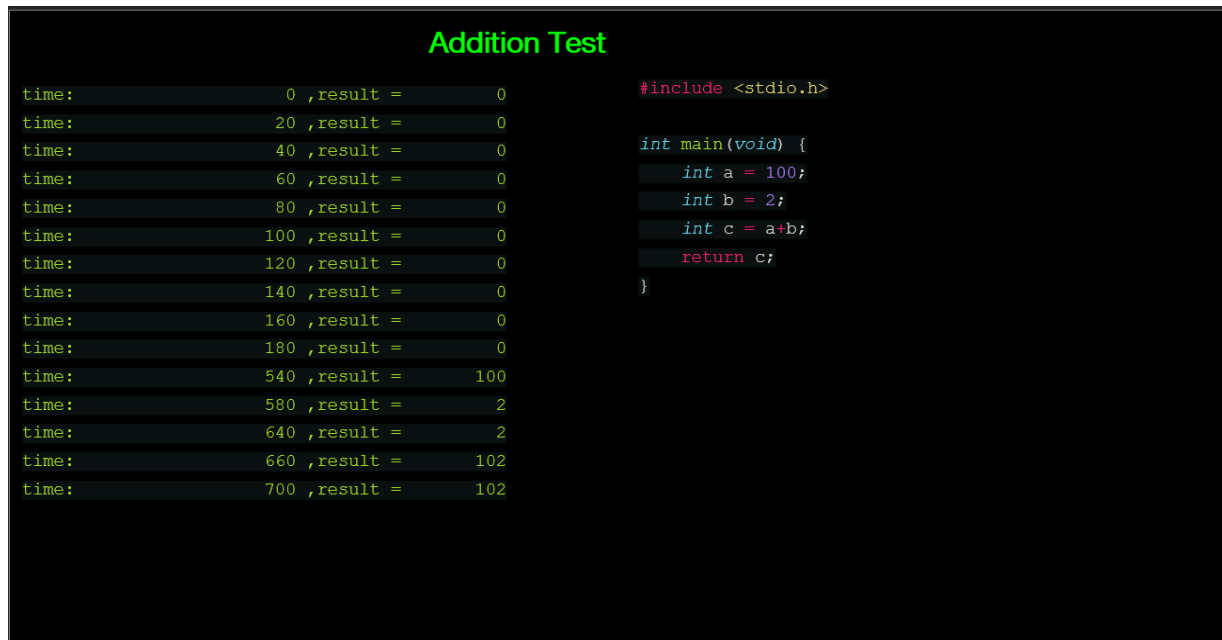 Addition Test
time:                    0 ,result =         0
time:                   20 ,result =         0
time:                   40 ,result =         0
time:                   60 ,result =         0
time:                   80 ,result =         0
time:                  100 ,result =         0
time:                  120 ,result =         0
time:                  140 ,result =         0
time:                  160 ,result =         0
time:                  180 ,result =         0
time:                  540 ,result =       100
time:                  580 ,result =         2
time:                  640 ,result =         2
time:                  660 ,result =       102
time:                  700 ,result =       102
#include <stdio.h>
int main(void) {
    int a = 100;
    int b = 2;
    int c = a+b;
    return c;
}